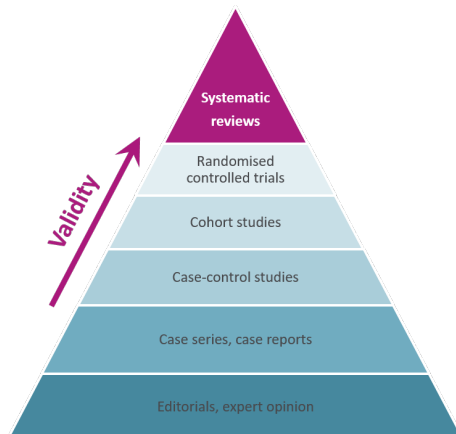 Systematic
reviews
Randomised
controlled trials
Validity
Cohort studies
Case-control studies
Case series, case reports
Editorials, expert opinion